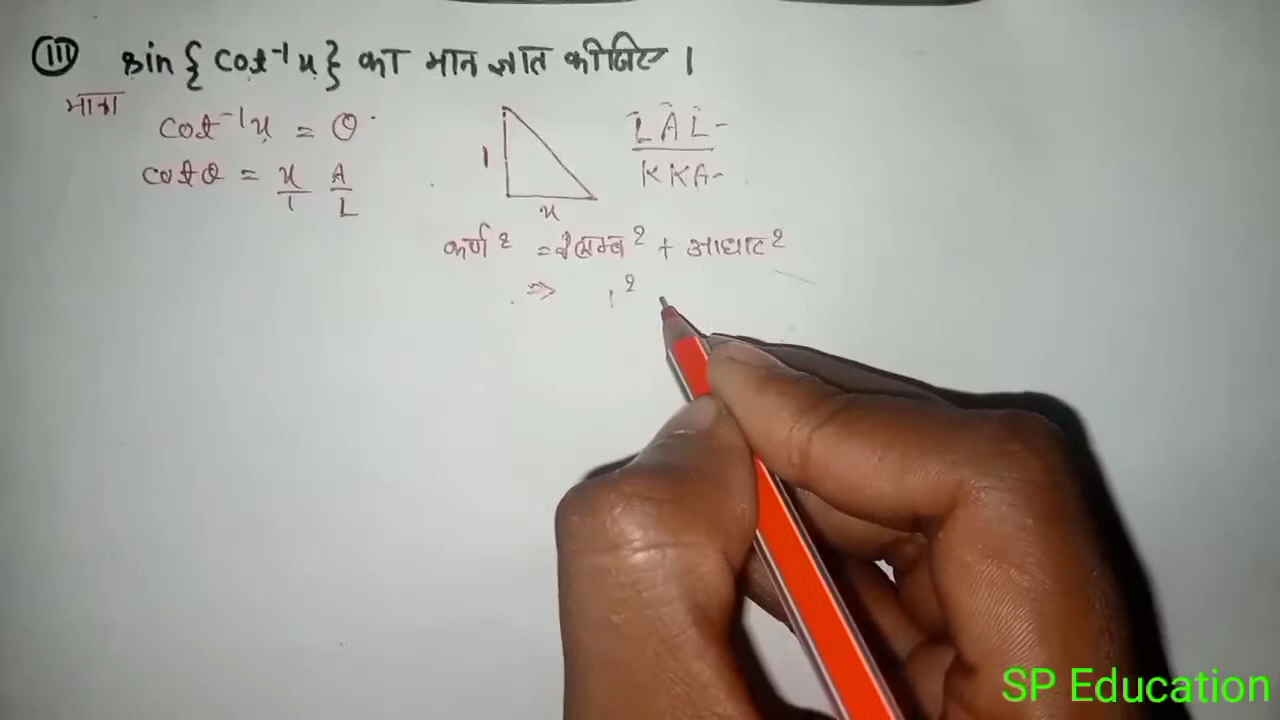 (iii) sin{cot⁻¹x} का मान ज्ञात कीजिए ।
माना
cot⁻¹x = θ
cotθ = x/1 A/L
1
x
LAL
KKA
कर्ण² = लम्ब² + आधार²
⇒ 1²
SP Education